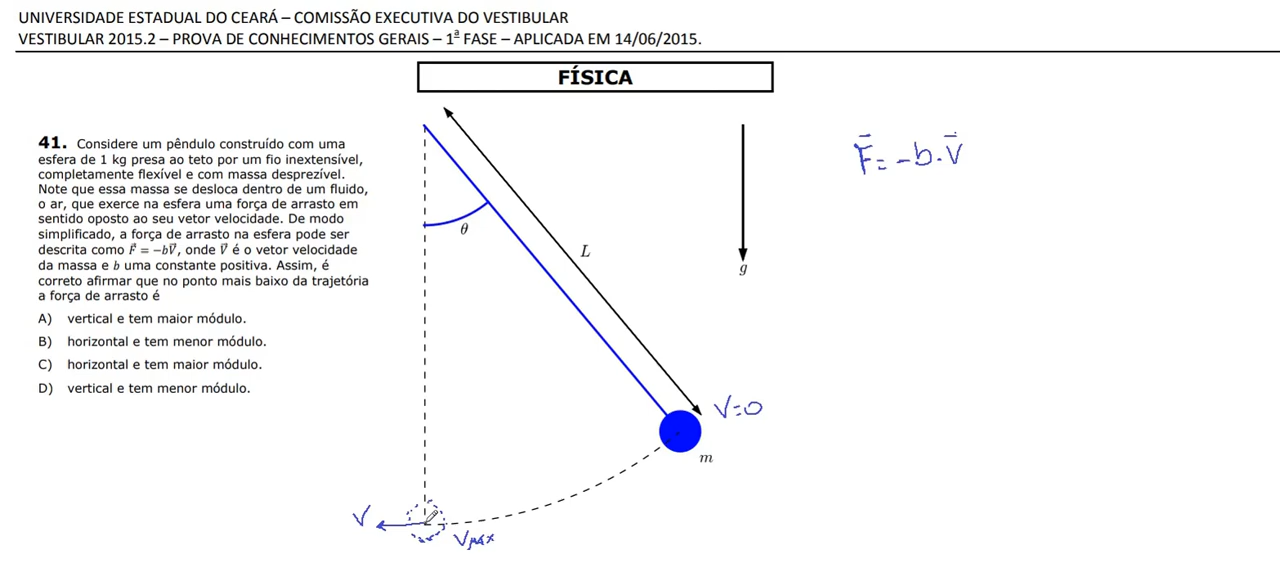 UNIVERSIDADE ESTADUAL DO CEARÁ – COMISSÃO EXECUTIVA DO VESTIBULAR
VESTIBULAR 2015.2 – PROVA DE CONHECIMENTOS GERAIS – 1ª FASE – APLICADA EM 14/06/2015.
FÍSICA
41. Considere um pêndulo construído com uma
esfera de 1 kg presa ao teto por um fio inextensível,
completamente flexível e com massa desprezível.
Note que essa massa se desloca dentro de um fluido,
o ar, que exerce na esfera uma força de arrasto em
sentido oposto ao seu vetor velocidade. De modo
simplificado, a força de arrasto na esfera pode ser
descrita como F⃗ = −bV⃗, onde V⃗ é o vetor velocidade
da massa e b uma constante positiva. Assim, é
correto afirmar que no ponto mais baixo da trajetória
a força de arrasto é
A) vertical e tem maior módulo.
B) horizontal e tem menor módulo.
C) horizontal e tem maior módulo.
D) vertical e tem menor módulo.
θ
L
g
F⃗ = -b.V⃗
V=0
m
V
VMÁX